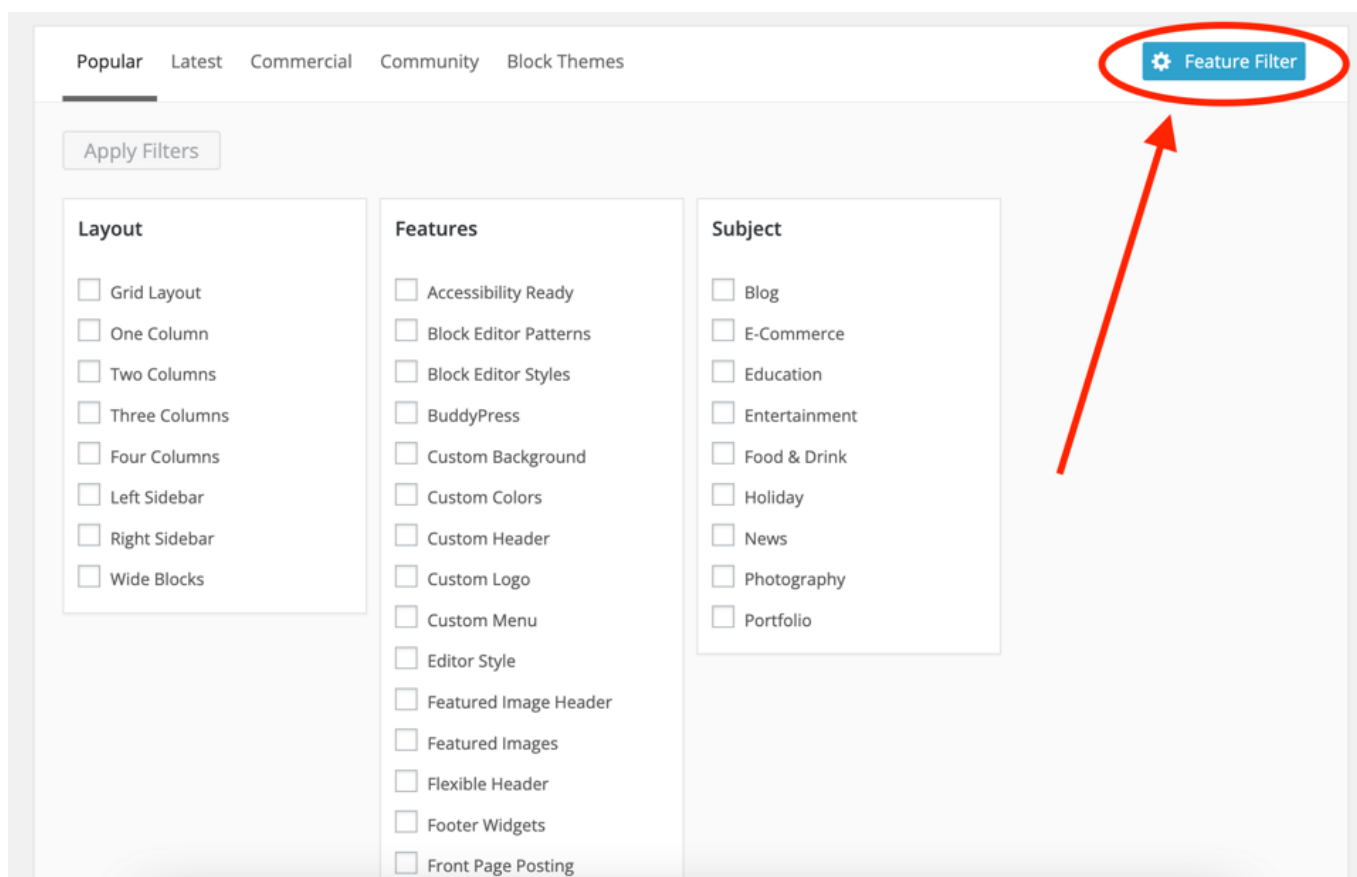 Popular Latest Commercial Community Block Themes Feature Filter
Apply Filters
Layout
Grid Layout
One Column
Two Columns
Three Columns
Four Columns
Left Sidebar
Right Sidebar
Wide Blocks
Features
Accessibility Ready
Block Editor Patterns
Block Editor Styles
BuddyPress
Custom Background
Custom Colors
Custom Header
Custom Logo
Custom Menu
Editor Style
Featured Image Header
Featured Images
Flexible Header
Footer Widgets
Front Page Posting
Subject
Blog
E-Commerce
Education
Entertainment
Food & Drink
Holiday
News
Photography
Portfolio